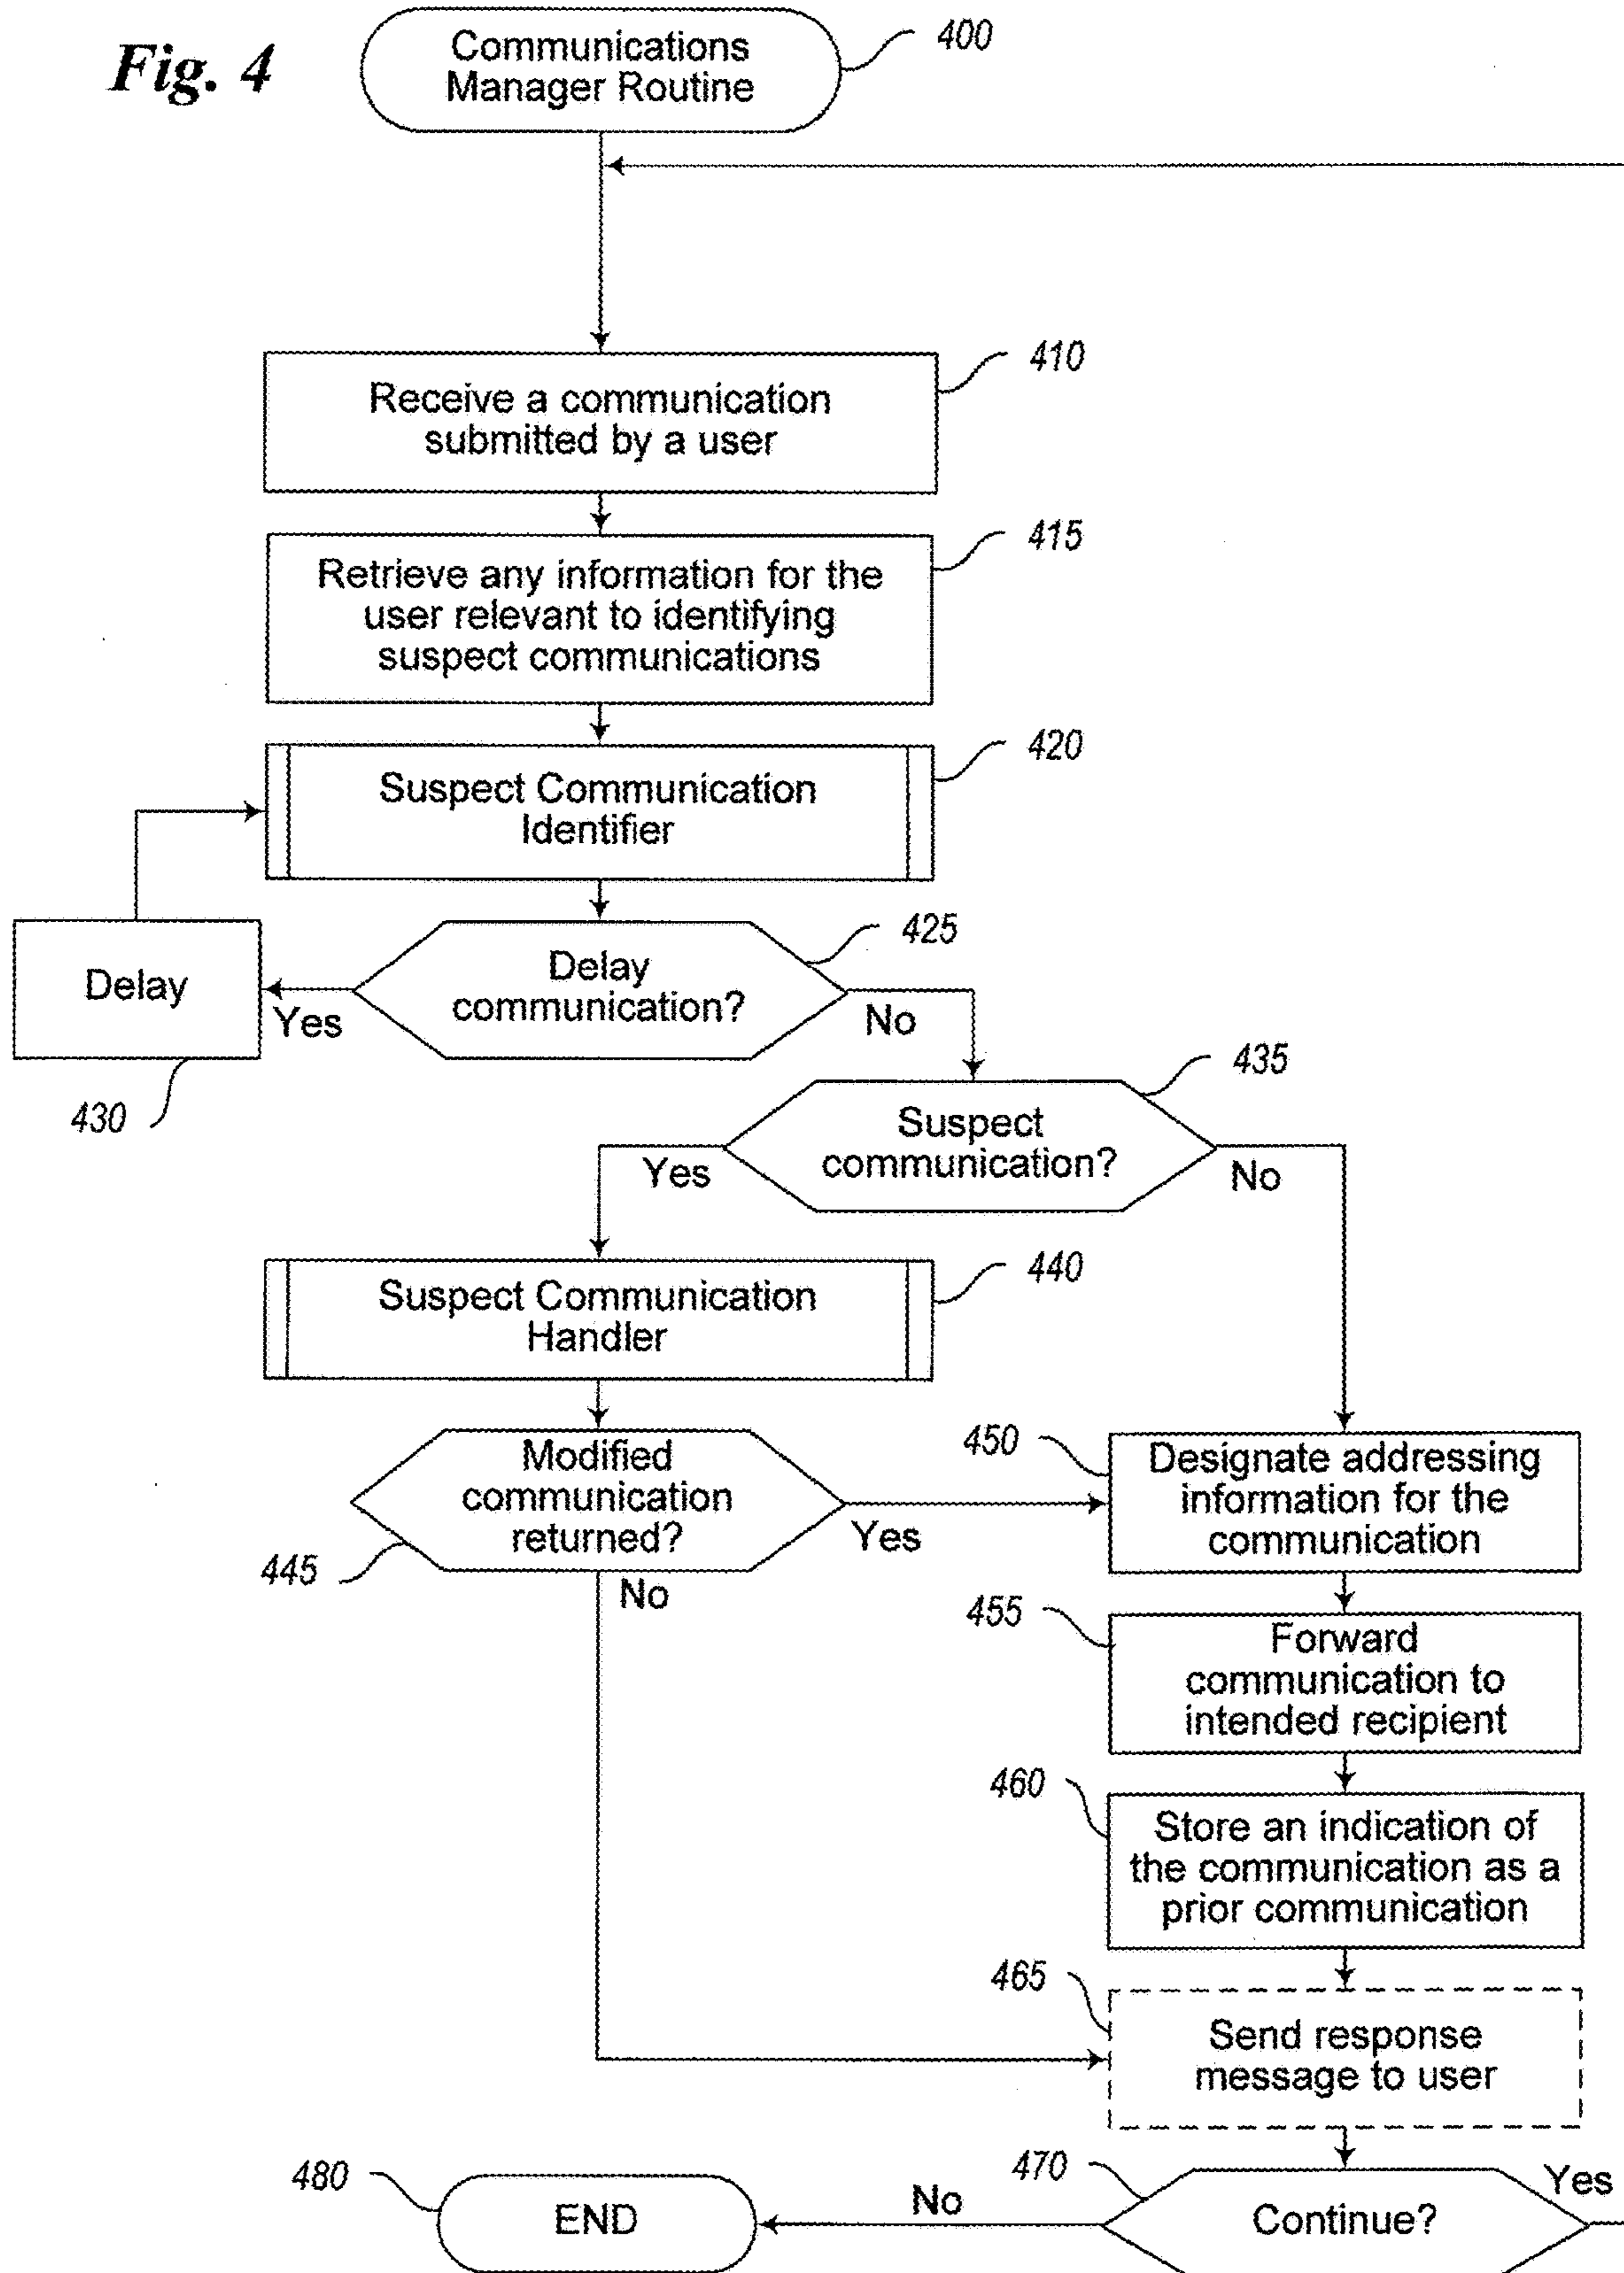 Fig. 4
Communications
Manager Routine
400
Receive a communication
submitted by a user
410
Retrieve any information for the
user relevant to identifying
suspect communications
415
Suspect Communication
Identifier
420
Delay
communication?
425
Delay
Yes
No
430
Suspect
communication?
435
Yes
No
Suspect Communication
Handler
440
Modified
communication
returned?
445
Yes
No
450
Designate addressing
information for the
communication
455
Forward
communication to
intended recipient
460
Store an indication of
the communication as a
prior communication
465
Send response
message to user
470
Continue?
Yes
No
480
END